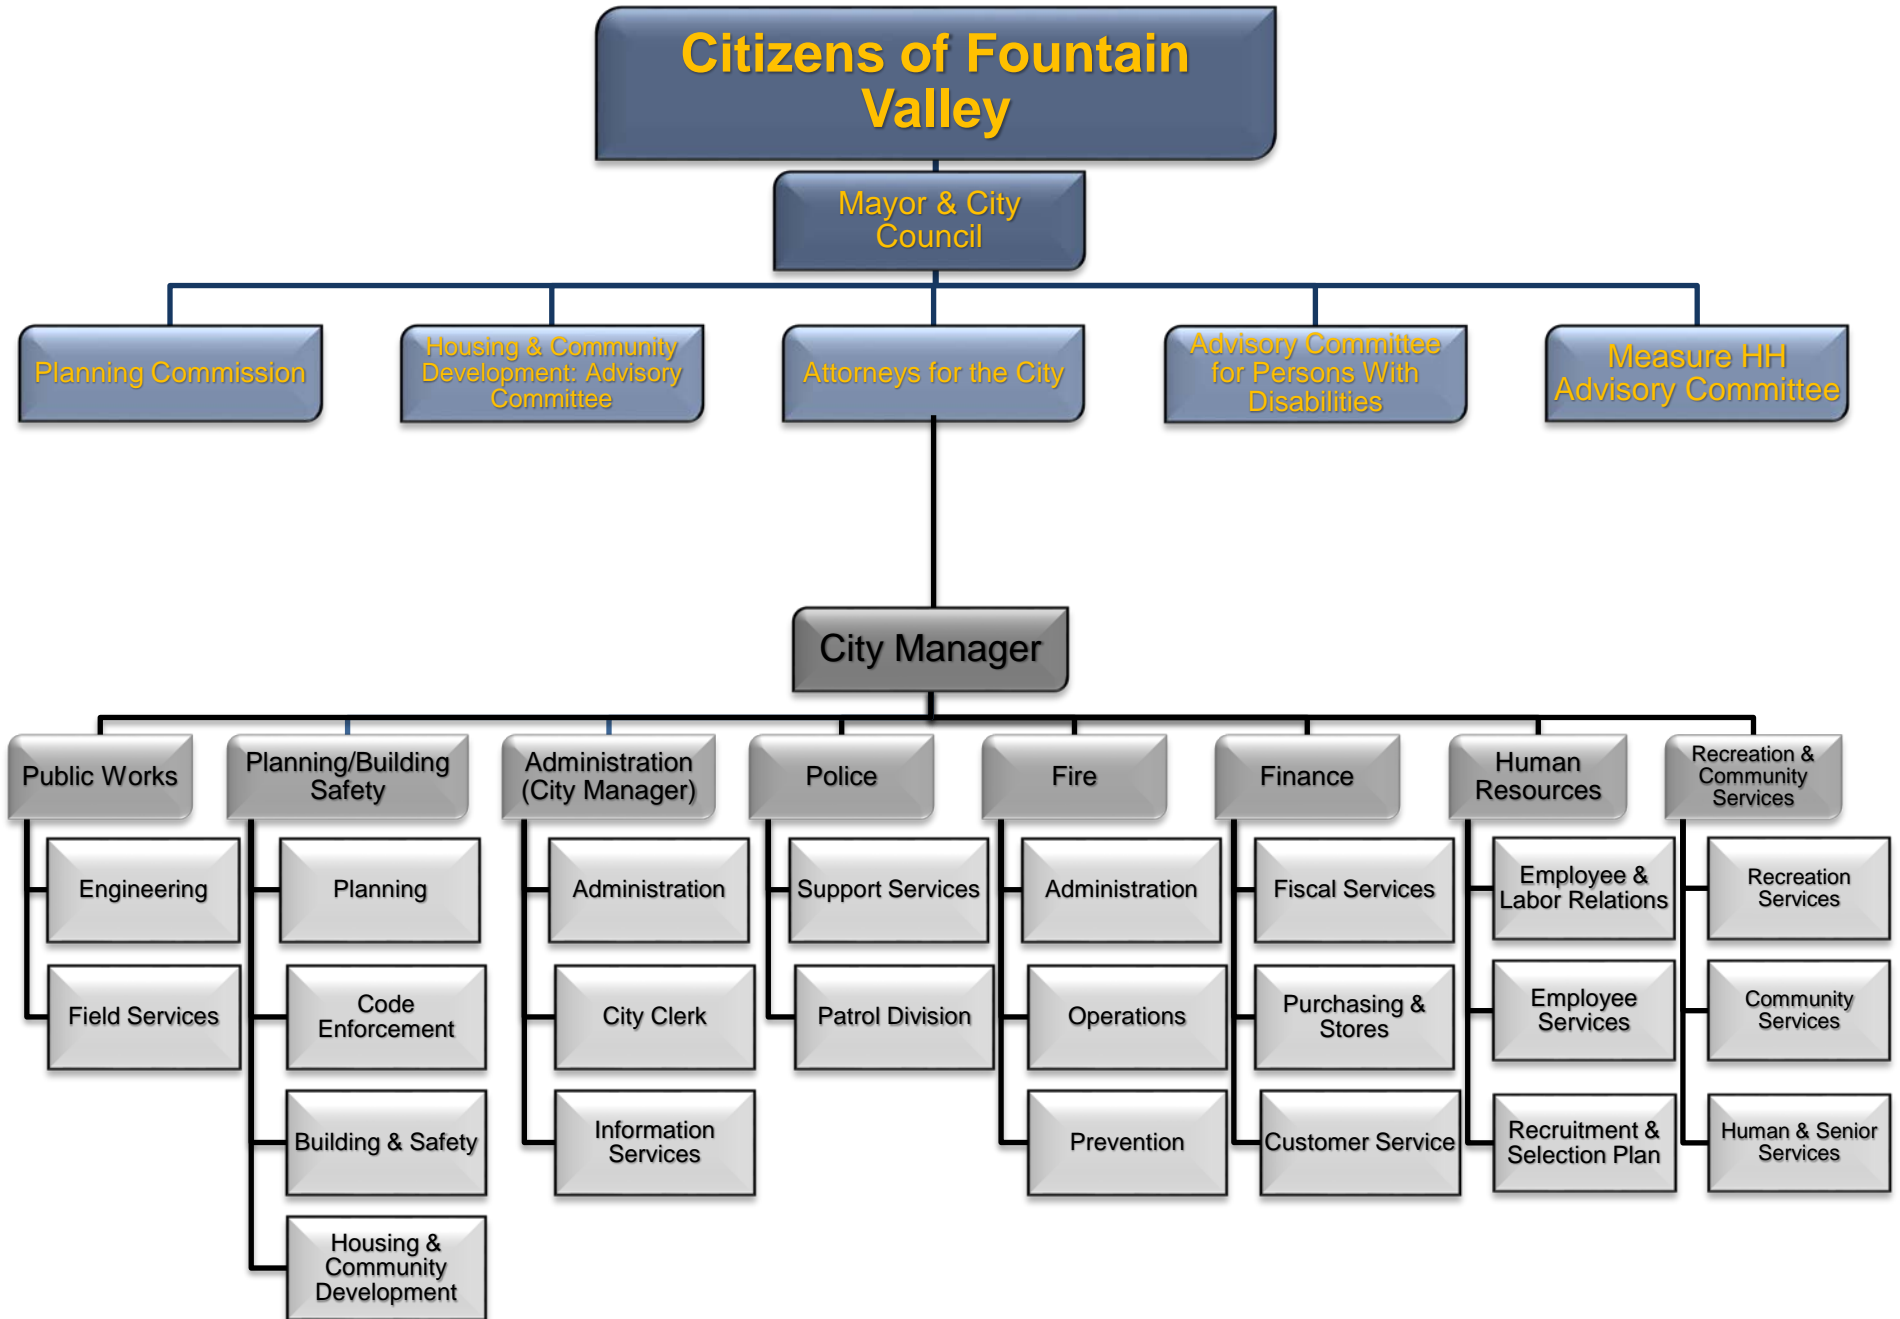 Citizens of Fountain
Valley
Mayor & City
Council
Planning Commission
Housing & Community
Development: Advisory
Committee
Attorneys for the City
Advisory Committee
for Persons With
Disabilities
Measure HH
Advisory Committee
City Manager
Public Works
Planning/Building
Safety
Administration
(City Manager)
Police
Fire
Finance
Human
Resources
Recreation &
Community
Services
Engineering
Field Services
Planning
Code
Enforcement
Building & Safety
Housing &
Community
Development
Administration
City Clerk
Information
Services
Support Services
Patrol Division
Administration
Operations
Prevention
Fiscal Services
Purchasing &
Stores
Customer Service
Employee &
Labor Relations
Employee
Services
Recruitment &
Selection Plan
Recreation
Services
Community
Services
Human & Senior
Services